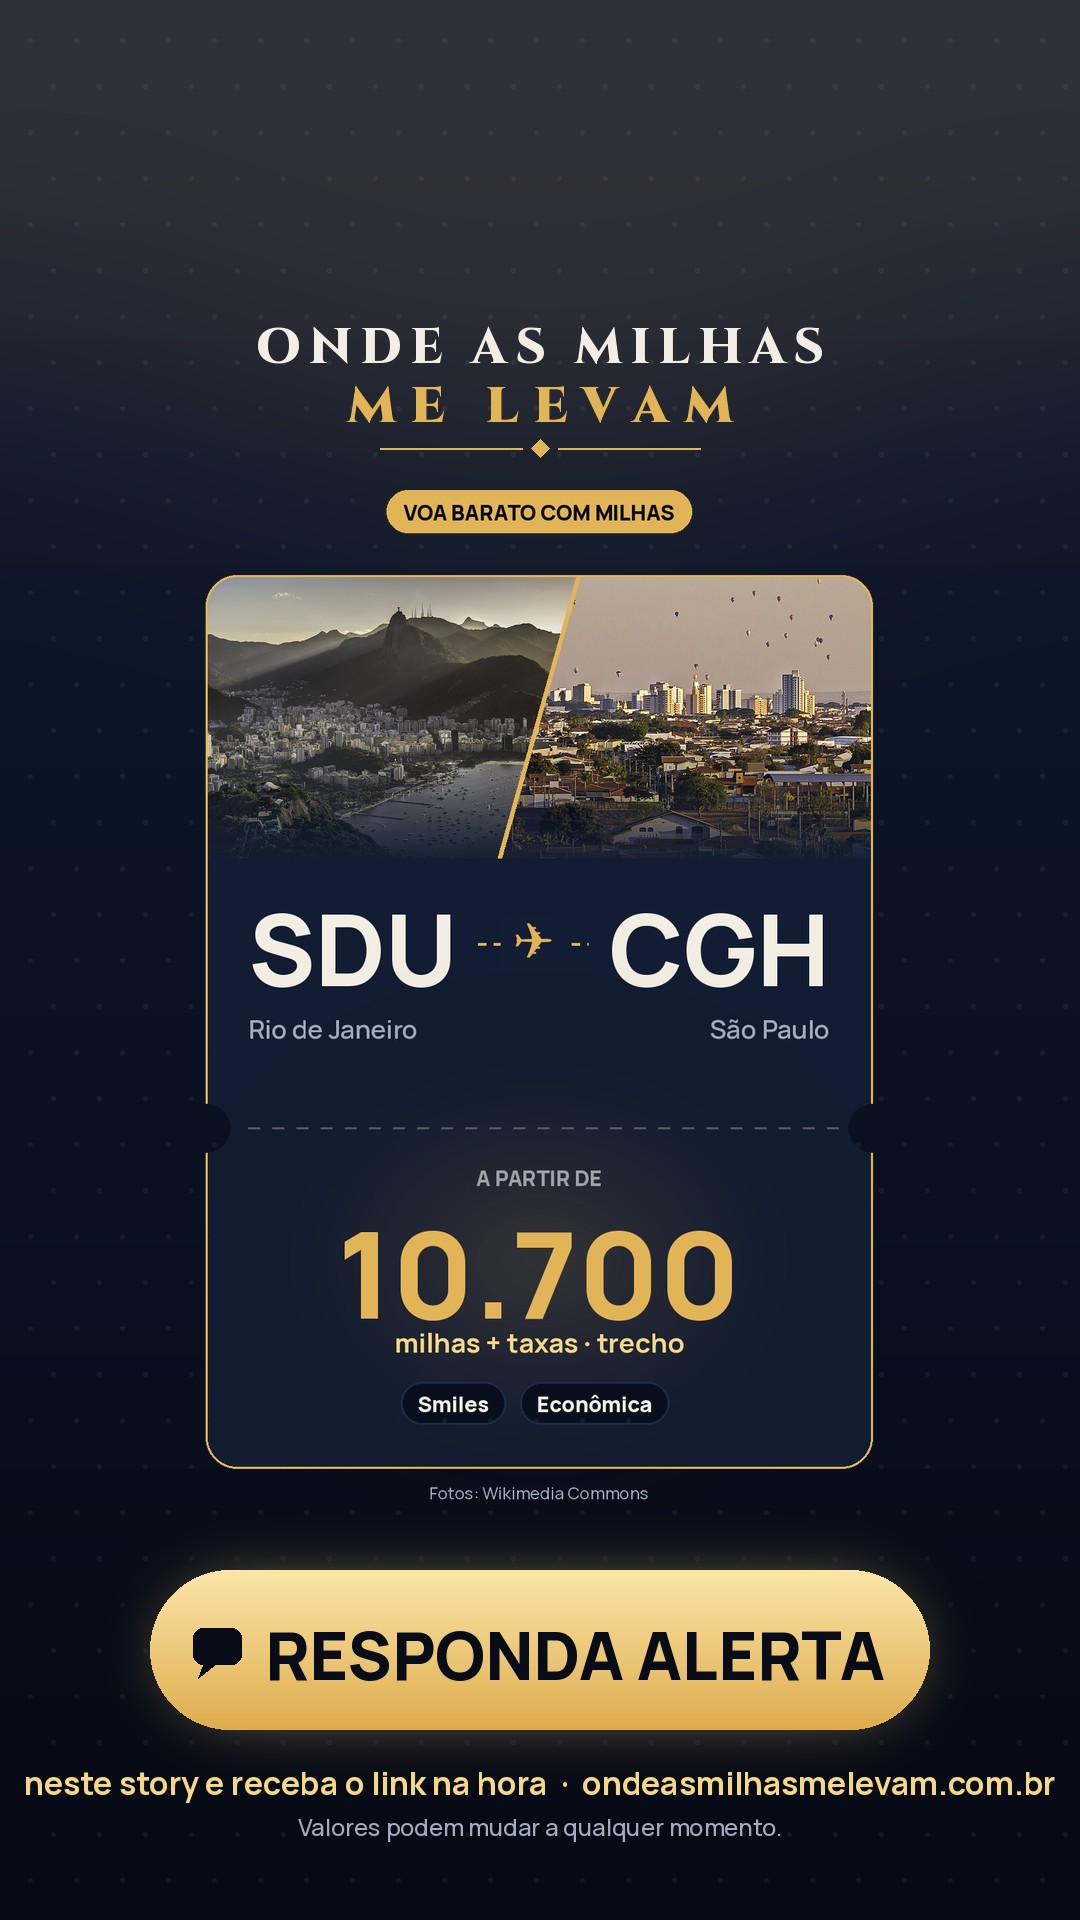 ONDE AS MILHAS
ME LEVAM
VOA BARATO COM MILHAS
SDU CGH
Rio de Janeiro São Paulo
A PARTIR DE
10.700
milhas + taxas · trecho
Smiles Econômica
Fotos: Wikimedia Commons
RESPONDA ALERTA
neste story e receba o link na hora · ondeasmilhasmelevam.com.br
Valores podem mudar a qualquer momento.